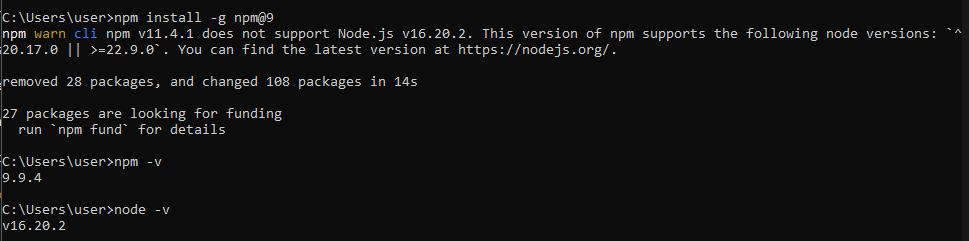 C:\Users\user>npm install -g npm@9
npm warn cli npm v11.4.1 does not support Node.js v16.20.2. This version of npm supports the following node versions: `^
20.17.0 || >=22.9.0`. You can find the latest version at https://nodejs.org/.
removed 28 packages, and changed 108 packages in 14s
27 packages are looking for funding
  run `npm fund` for details
C:\Users\user>npm -v
9.9.4
C:\Users\user>node -v
v16.20.2